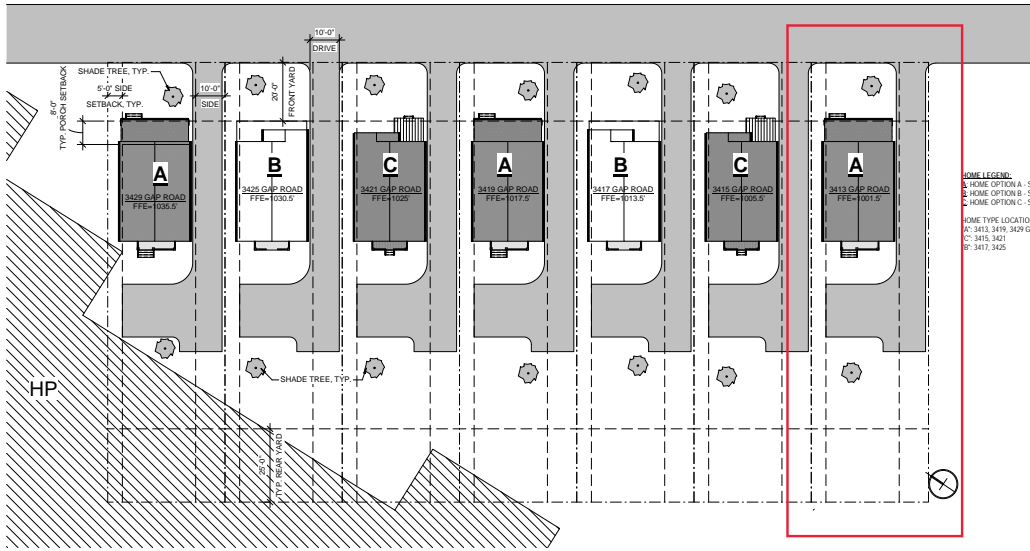 10'-0"
DRIVE
SHADE TREE, TYP.
5'-0" SIDE
SETBACK, TYP.
10'-0"
SIDE
8'-0"
TYP. PORCH SETBACK
20'-0"
FRONT YARD
A
3429 GAP ROAD
FFE=1035.5'
B
3425 GAP ROAD
FFE=1030.5'
C
3421 GAP ROAD
FFE=1025'
A
3419 GAP ROAD
FFE=1017.5'
B
3417 GAP ROAD
FFE=1013.5'
C
3415 GAP ROAD
FFE=1005.5'
A
3413 GAP ROAD
FFE=1001.5'
HOME LEGEND:
A: HOME OPTION A - S
B: HOME OPTION B - S
C: HOME OPTION C - S
HOME TYPE LOCATIO
"A": 3413, 3419, 3429 G
"C": 3415, 3421
"B": 3417, 3425
SHADE TREE, TYP.
HP
25'-0"
TYP. REAR YARD